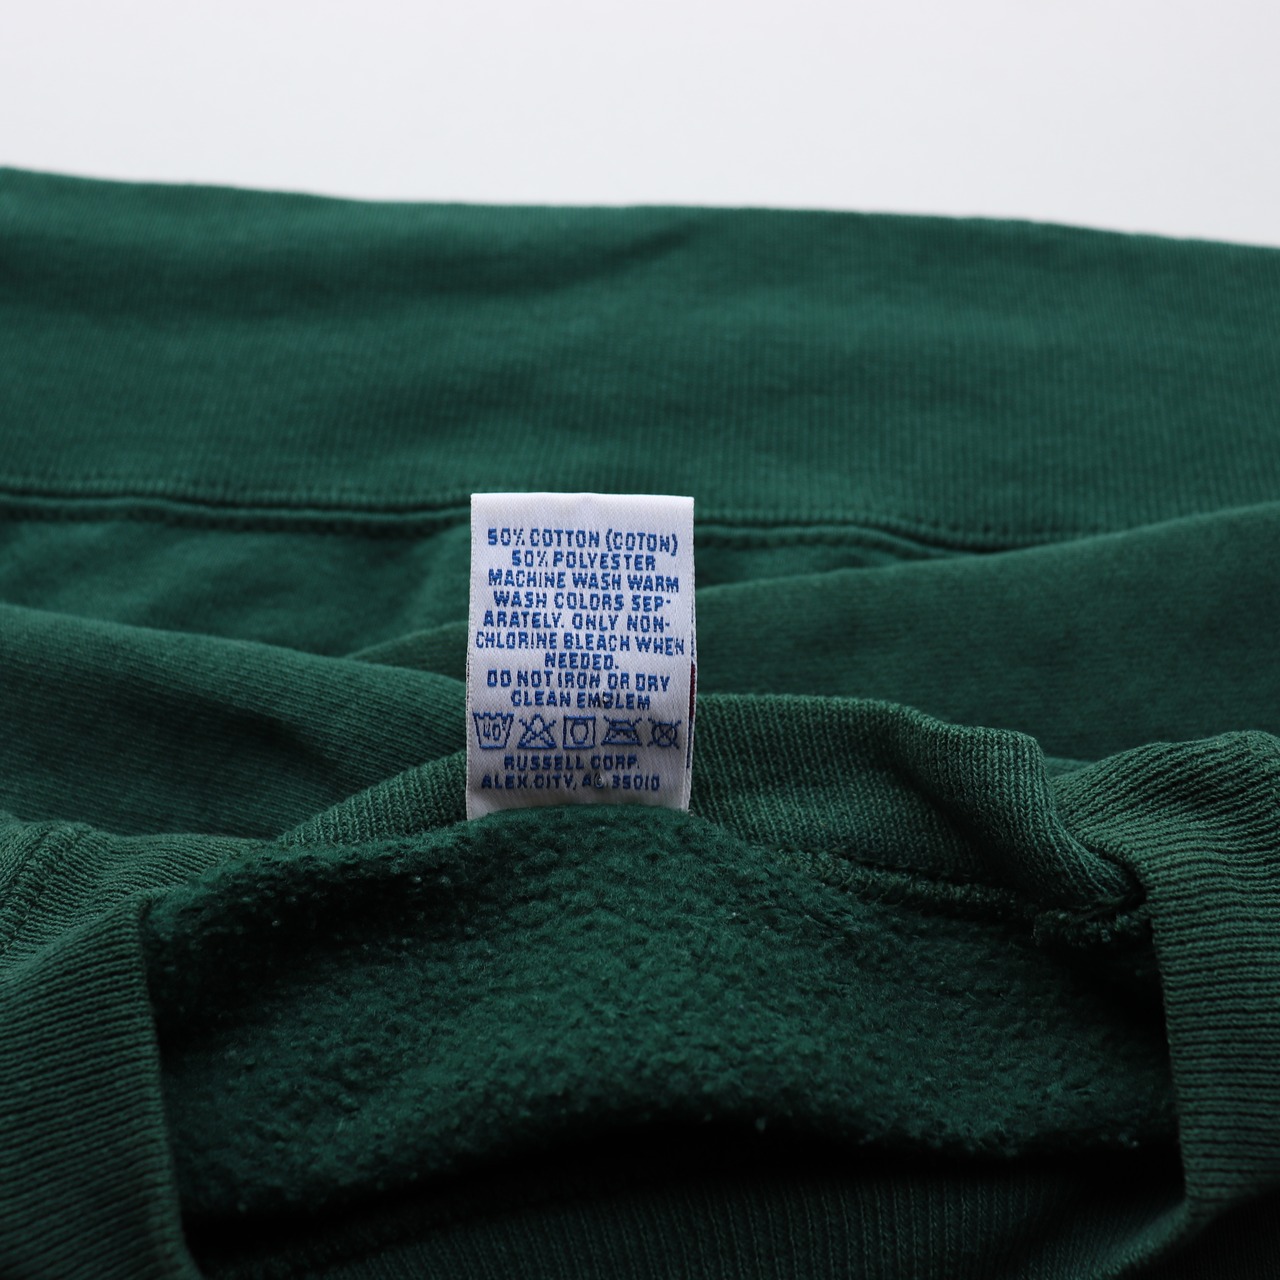 50% COTTON (COTON)
50% POLYESTER
MACHINE WASH WARM
WASH COLORS SEP-
ARATELY. ONLY NON-
CHLORINE BLEACH WHEN
NEEDED.
DO NOT IRON OR DRY
CLEAN EMBLEM
40°
RUSSELL CORP.
ALEX.CITY, AL 35010